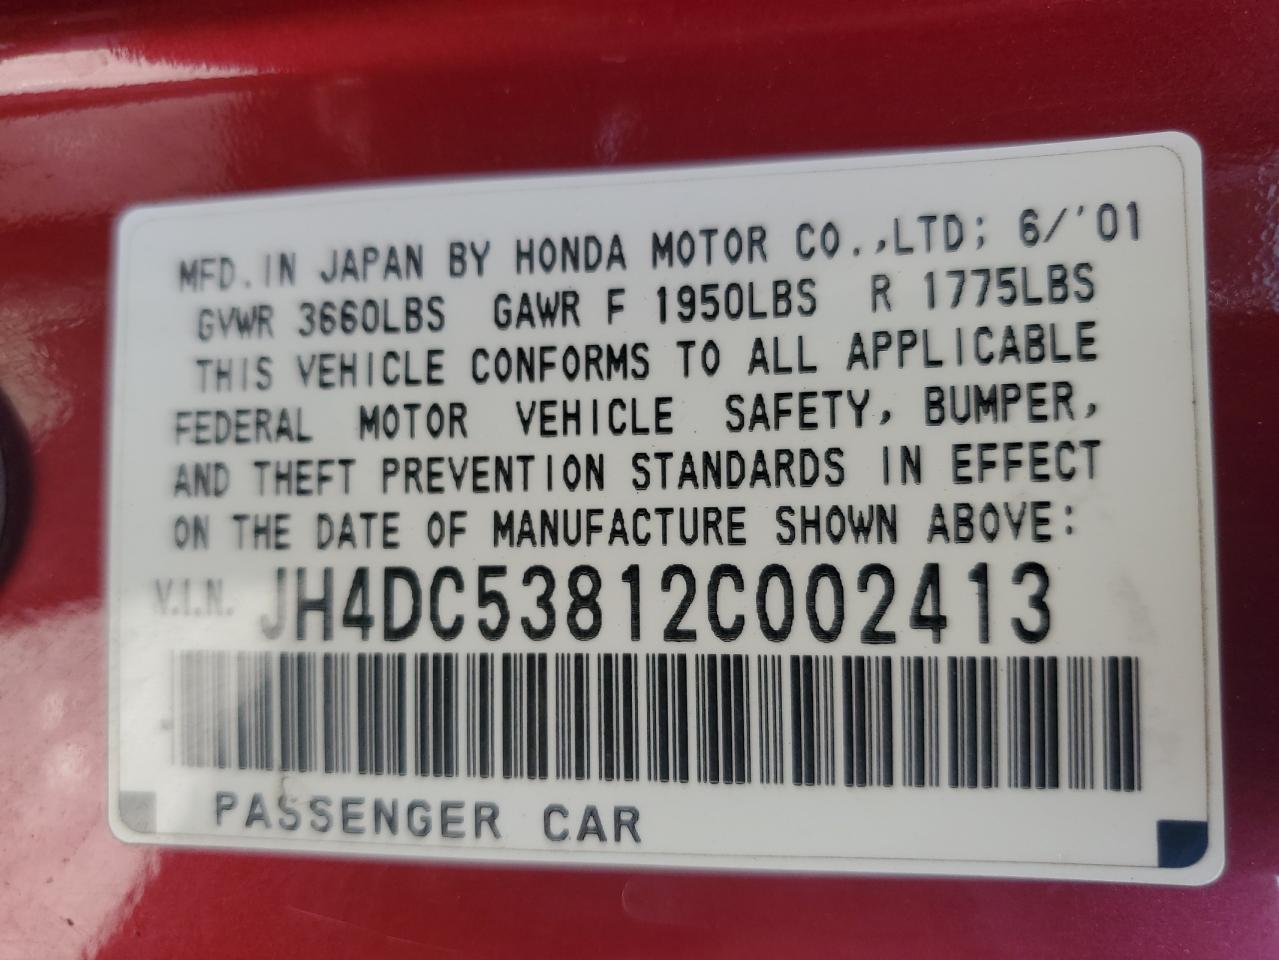 MFD. IN JAPAN BY HONDA MOTOR CO.,LTD; 6/'01
GVWR 3660LBS GAWR F 1950LBS R 1775LBS
THIS VEHICLE CONFORMS TO ALL APPLICABLE
FEDERAL MOTOR VEHICLE SAFETY, BUMPER,
AND THEFT PREVENTION STANDARDS IN EFFECT
ON THE DATE OF MANUFACTURE SHOWN ABOVE:
V.I.N. JH4DC53812C002413
PASSENGER CAR